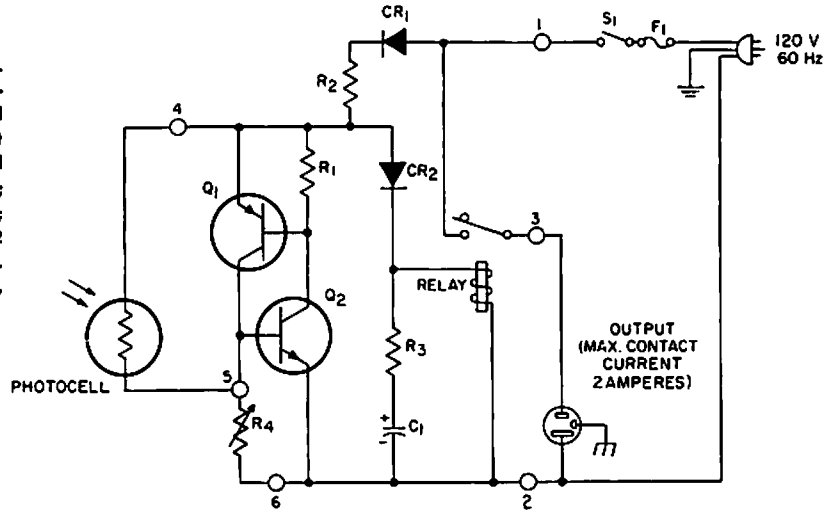 CR1
1
S1
F1
120 V
60 Hz
R2
4
R1
CR2
Q1
3
RELAY
Q2
OUTPUT
(MAX. CONTACT
CURRENT
2 AMPERES)
R3
PHOTOCELL
5
R4
+
C1
-
6
2